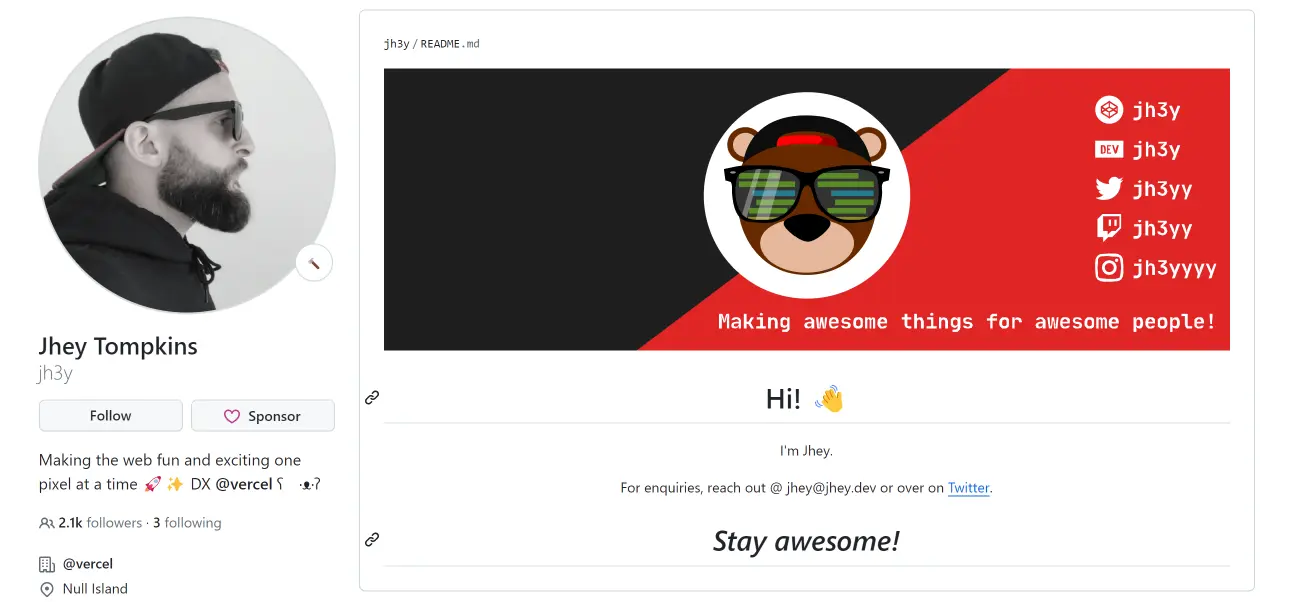 Jhey Tompkins
jh3y
Follow
Sponsor
Making the web fun and exciting one
pixel at a time 🚀 ✨ DX @vercel ʕ •ᴥ•ʔ
2.1k followers · 3 following
@vercel
Null Island
jh3y / README.md
jh3y
DEV jh3y
jh3yy
jh3yy
jh3yyyy
Making awesome things for awesome people!
Hi! 👋
I'm Jhey.
For enquiries, reach out @ jhey@jhey.dev or over on Twitter.
Stay awesome!